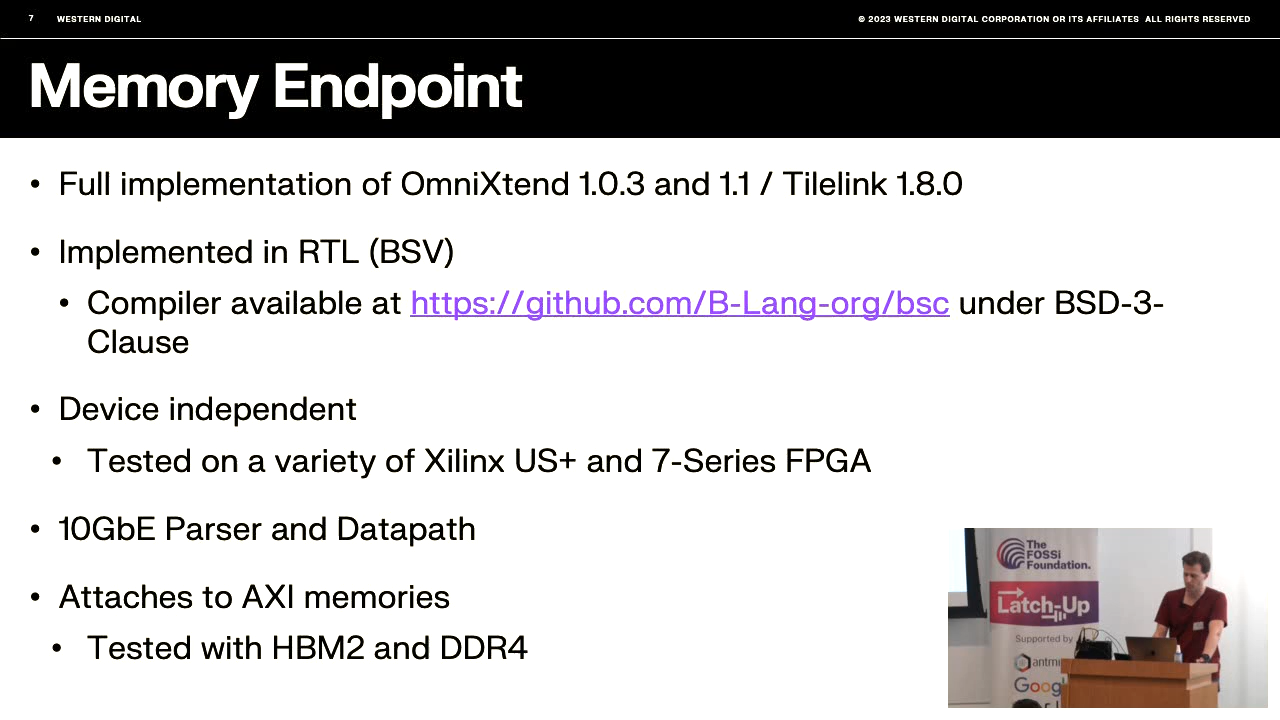 7 WESTERN DIGITAL © 2023 WESTERN DIGITAL CORPORATION OR ITS AFFILIATES ALL RIGHTS RESERVED
Memory Endpoint
• Full implementation of OmniXtend 1.0.3 and 1.1 / Tilelink 1.8.0
• Implemented in RTL (BSV)
• Compiler available at https://github.com/B-Lang-org/bsc under BSD-3-
Clause
• Device independent
• Tested on a variety of Xilinx US+ and 7-Series FPGA
• 10GbE Parser and Datapath
• Attaches to AXI memories
• Tested with HBM2 and DDR4
The
FOSSi
Foundation.
Latch-Up
Supported by